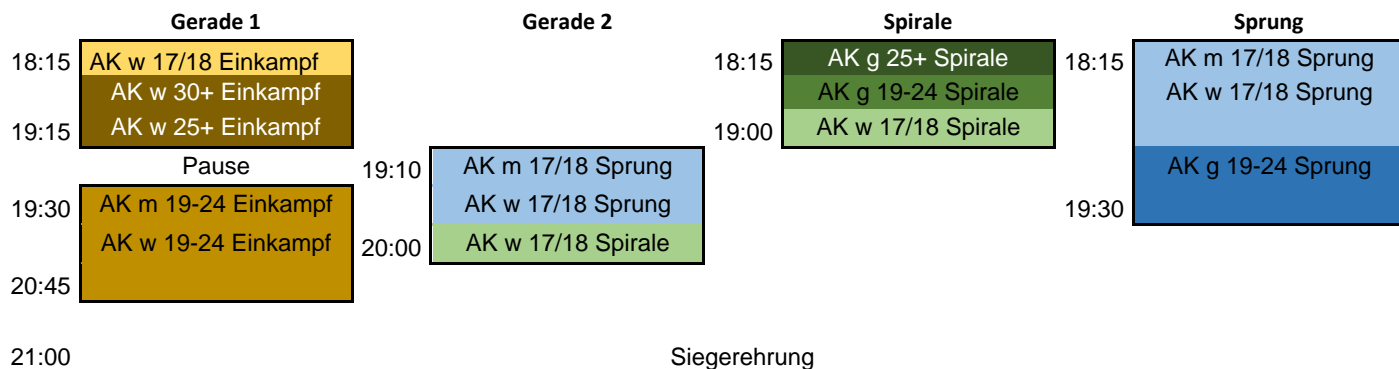 Gerade 1 Gerade 2 Spirale Sprung
18:15 AK w 17/18 Einkampf 18:15 AK g 25+ Spirale 18:15 AK m 17/18 Sprung
AK w 30+ Einkampf AK g 19-24 Spirale AK w 17/18 Sprung
19:15 AK w 25+ Einkampf 19:00 AK w 17/18 Spirale
Pause 19:10 AK m 17/18 Sprung AK g 19-24 Sprung
19:30 AK m 19-24 Einkampf AK w 17/18 Sprung 19:30
AK w 19-24 Einkampf 20:00 AK w 17/18 Spirale
20:45
21:00 Siegerehrung